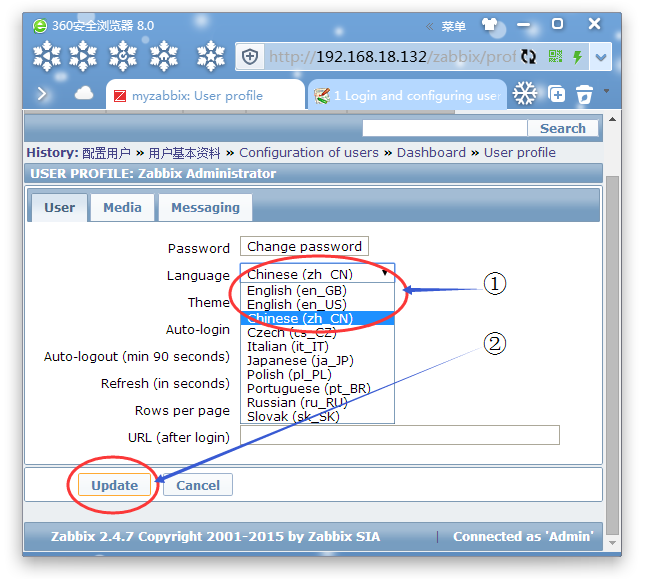 360安全浏览器 8.0
« 菜单
http://192.168.18.132/zabbix/prof
myzabbix: User profile
1 Login and configuring user
Search
History: 配置用户 » 用户基本资料 » Configuration of users » Dashboard » User profile
USER PROFILE: Zabbix Administrator
User
Media
Messaging
Password
Change password
Language
Chinese (zh_CN)
English (en_GB)
Theme
English (en_US)
Chinese (zh_CN)
Auto-login
Czech (cs_CZ)
Italian (it_IT)
Auto-logout (min 90 seconds)
Japanese (ja_JP)
Polish (pl_PL)
Refresh (in seconds)
Portuguese (pt_BR)
Russian (ru_RU)
Rows per page
Slovak (sk_SK)
URL (after login)
①
②
Update
Cancel
Zabbix 2.4.7 Copyright 2001-2015 by Zabbix SIA
Connected as 'Admin'